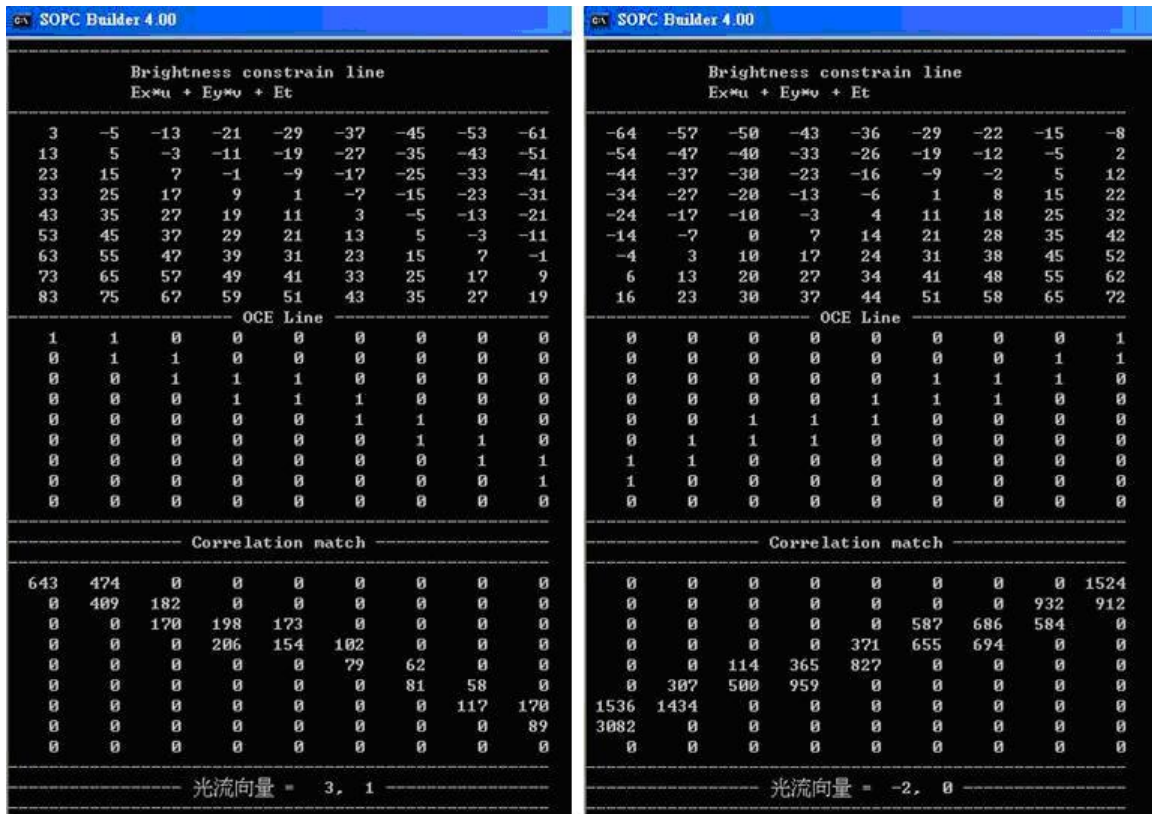 SOPC Builder 4.00
Brightness constrain line
Ex*u + Ey*v + Et
3 -5 -13 -21 -29 -37 -45 -53 -61
13 5 -3 -11 -19 -27 -35 -43 -51
23 15 7 -1 -9 -17 -25 -33 -41
33 25 17 9 1 -7 -15 -23 -31
43 35 27 19 11 3 -5 -13 -21
53 45 37 29 21 13 5 -3 -11
63 55 47 39 31 23 15 7 -1
73 65 57 49 41 33 25 17 9
83 75 67 59 51 43 35 27 19
OCE Line
1 1 0 0 0 0 0 0 0
0 1 1 0 0 0 0 0 0
0 0 1 1 1 0 0 0 0
0 0 0 1 1 1 0 0 0
0 0 0 0 0 1 1 0 0
0 0 0 0 0 0 1 1 0
0 0 0 0 0 0 0 1 1
0 0 0 0 0 0 0 0 1
0 0 0 0 0 0 0 0 0
Correlation match
643 474 0 0 0 0 0 0 0
0 409 182 0 0 0 0 0 0
0 0 170 198 173 0 0 0 0
0 0 0 206 154 102 0 0 0
0 0 0 0 0 79 62 0 0
0 0 0 0 0 0 81 58 0
0 0 0 0 0 0 0 117 170
0 0 0 0 0 0 0 0 89
0 0 0 0 0 0 0 0 0
光流向量 = 3, 1
SOPC Builder 4.00
Brightness constrain line
Ex*u + Ey*v + Et
-64 -57 -50 -43 -36 -29 -22 -15 -8
-54 -47 -40 -33 -26 -19 -12 -5 2
-44 -37 -30 -23 -16 -9 -2 5 12
-34 -27 -20 -13 -6 1 8 15 22
-24 -17 -10 -3 4 11 18 25 32
-14 -7 0 7 14 21 28 35 42
-4 3 10 17 24 31 38 45 52
6 13 20 27 34 41 48 55 62
16 23 30 37 44 51 58 65 72
OCE Line
0 0 0 0 0 0 0 0 1
0 0 0 0 0 0 0 1 1
0 0 0 0 0 1 1 1 0
0 0 0 0 1 1 1 0 0
0 0 1 1 1 0 0 0 0
0 1 1 1 0 0 0 0 0
1 1 0 0 0 0 0 0 0
1 0 0 0 0 0 0 0 0
0 0 0 0 0 0 0 0 0
Correlation match
0 0 0 0 0 0 0 0 1524
0 0 0 0 0 0 0 932 912
0 0 0 0 0 587 686 584 0
0 0 0 0 371 655 694 0 0
0 0 114 365 827 0 0 0 0
0 307 500 959 0 0 0 0 0
1536 1434 0 0 0 0 0 0 0
3082 0 0 0 0 0 0 0 0
0 0 0 0 0 0 0 0 0
光流向量 = -2, 0